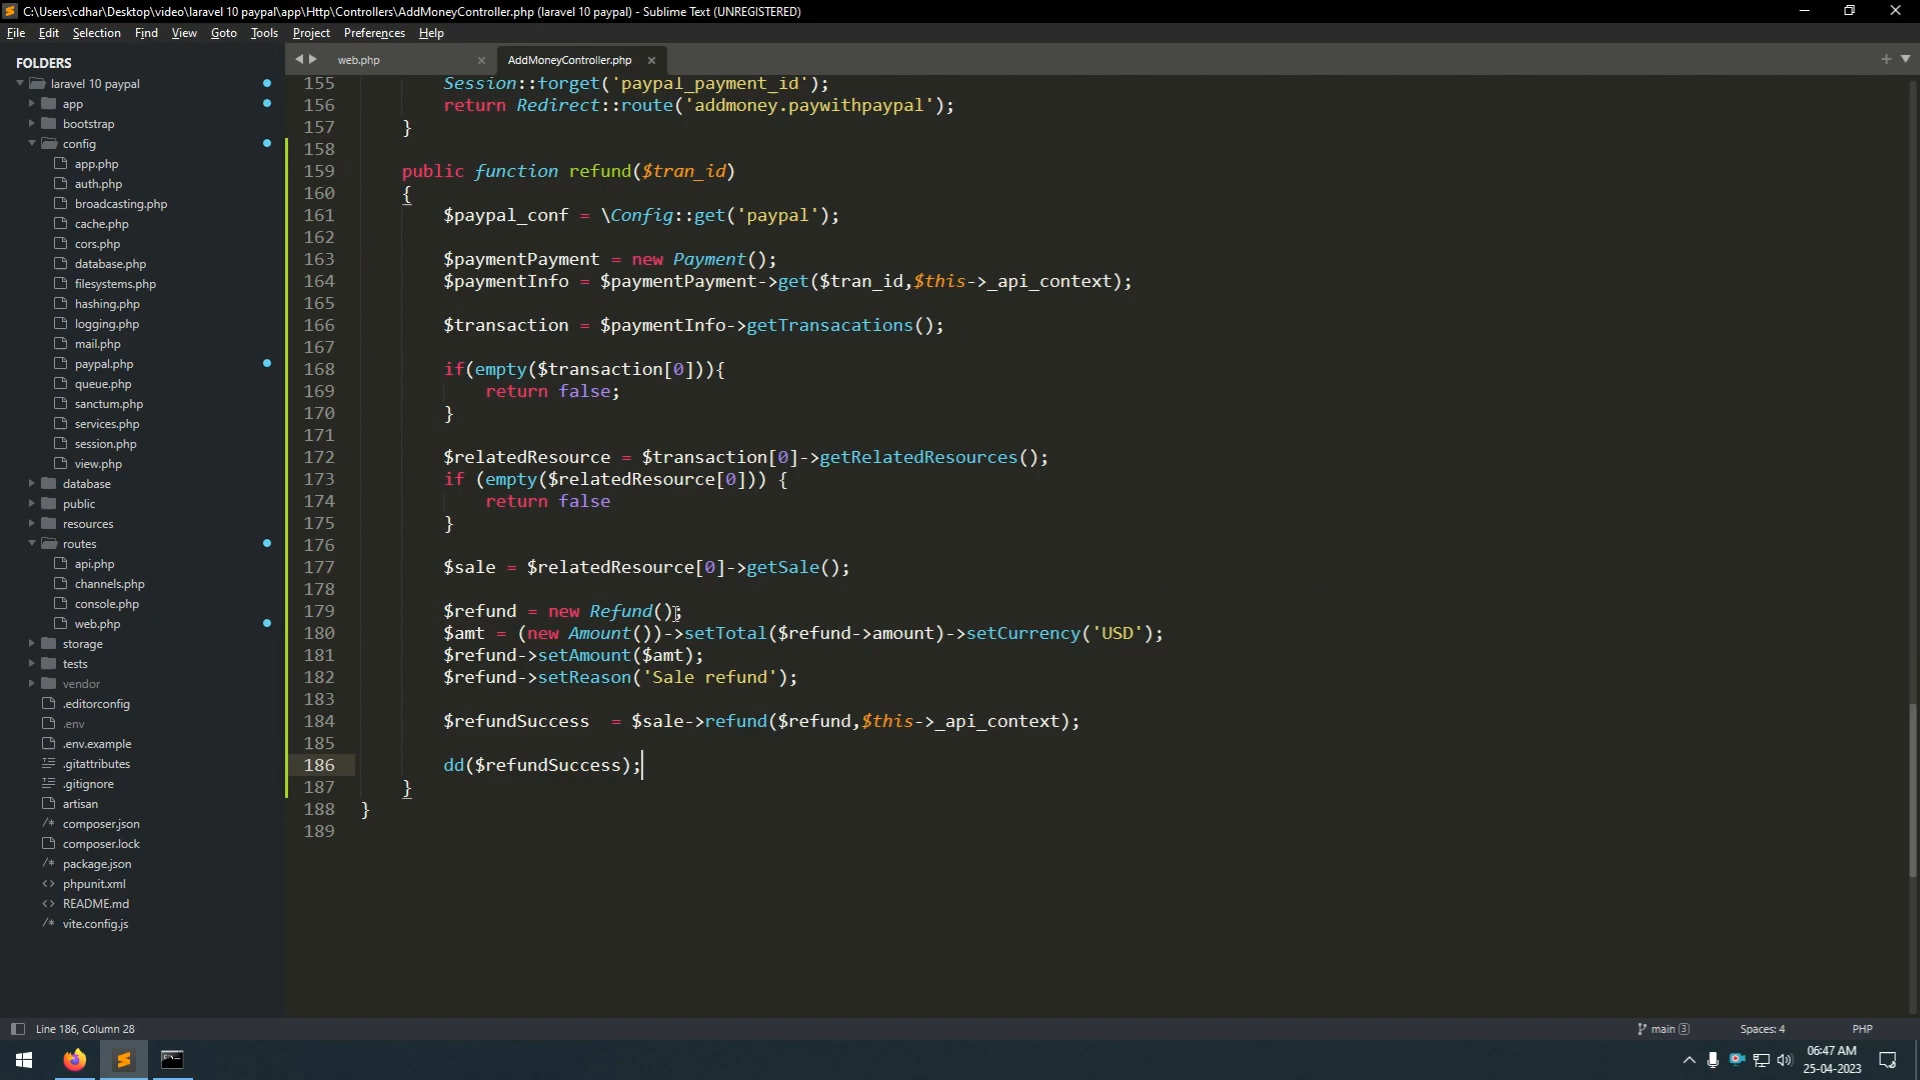 C:\Users\cdhar\Desktop\video\laravel 10 paypal\app\Http\Controllers\AddMoneyController.php (laravel 10 paypal) - Sublime Text (UNREGISTERED)
File Edit Selection Find View Goto Tools Project Preferences Help
FOLDERS
laravel 10 paypal
app
bootstrap
config
app.php
auth.php
broadcasting.php
cache.php
cors.php
database.php
filesystems.php
hashing.php
logging.php
mail.php
paypal.php
queue.php
sanctum.php
services.php
session.php
view.php
database
public
resources
routes
api.php
channels.php
console.php
web.php
storage
tests
vendor
.editorconfig
.env
.env.example
.gitattributes
.gitignore
artisan
composer.json
composer.lock
package.json
phpunit.xml
README.md
vite.config.js
web.php AddMoneyController.php
155 Session::forget('paypal_payment_id');
156 return Redirect::route('addmoney.paywithpaypal');
157 }
158
159 public function refund($tran_id)
160 {
161 $paypal_conf = \Config::get('paypal');
162
163 $paymentPayment = new Payment();
164 $paymentInfo = $paymentPayment->get($tran_id,$this->_api_context);
165
166 $transaction = $paymentInfo->getTransacations();
167
168 if(empty($transaction[0])){
169 return false;
170 }
171
172 $relatedResource = $transaction[0]->getRelatedResources();
173 if (empty($relatedResource[0])) {
174 return false
175 }
176
177 $sale = $relatedResource[0]->getSale();
178
179 $refund = new Refund();
180 $amt = (new Amount())->setTotal($refund->amount)->setCurrency('USD');
181 $refund->setAmount($amt);
182 $refund->setReason('Sale refund');
183
184 $refundSuccess  = $sale->refund($refund,$this->_api_context);
185
186 dd($refundSuccess);
187 }
188 }
189
Line 186, Column 28 main 3 Spaces: 4 PHP
06:47 AM
25-04-2023